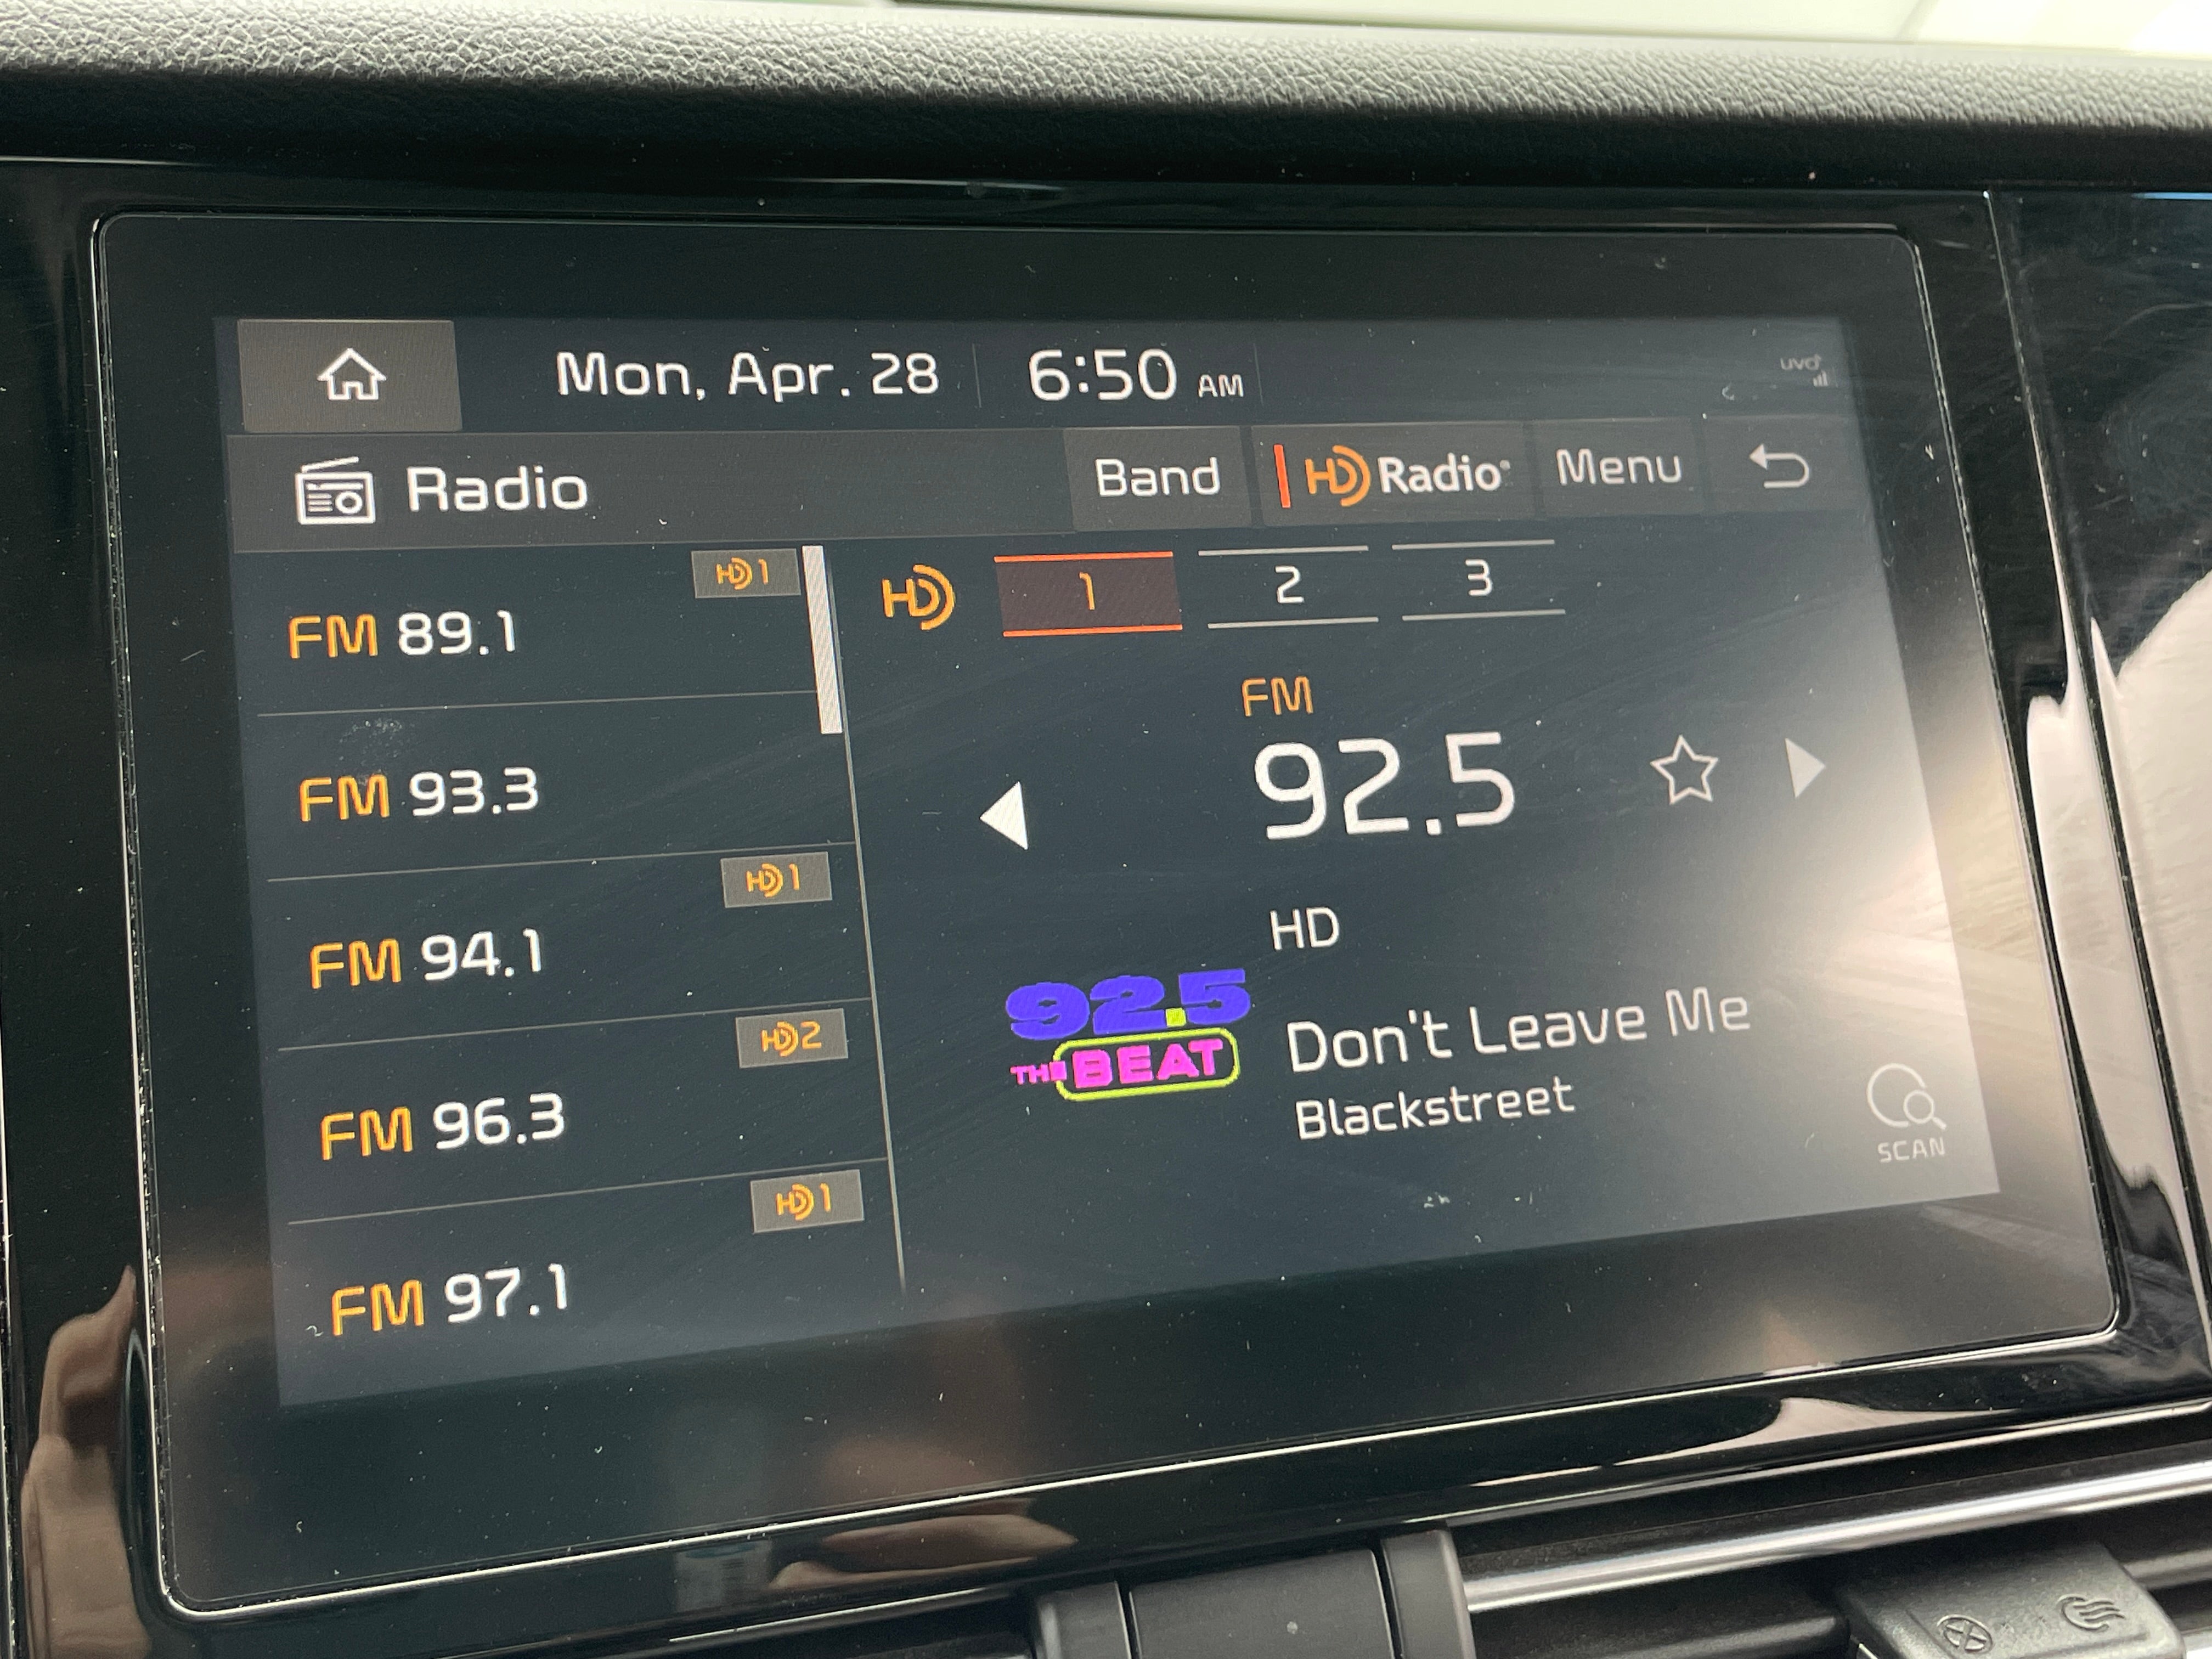 Mon, Apr. 28 6:50 AM
UVO
Radio Band HD Radio® Menu
HD 1
FM 89.1
FM 93.3
HD 1
FM 94.1
HD 2
FM 96.3
HD 1
FM 97.1
HD 1 2 3
FM
92.5
HD
92.5
THE BEAT
Don't Leave Me
Blackstreet
SCAN